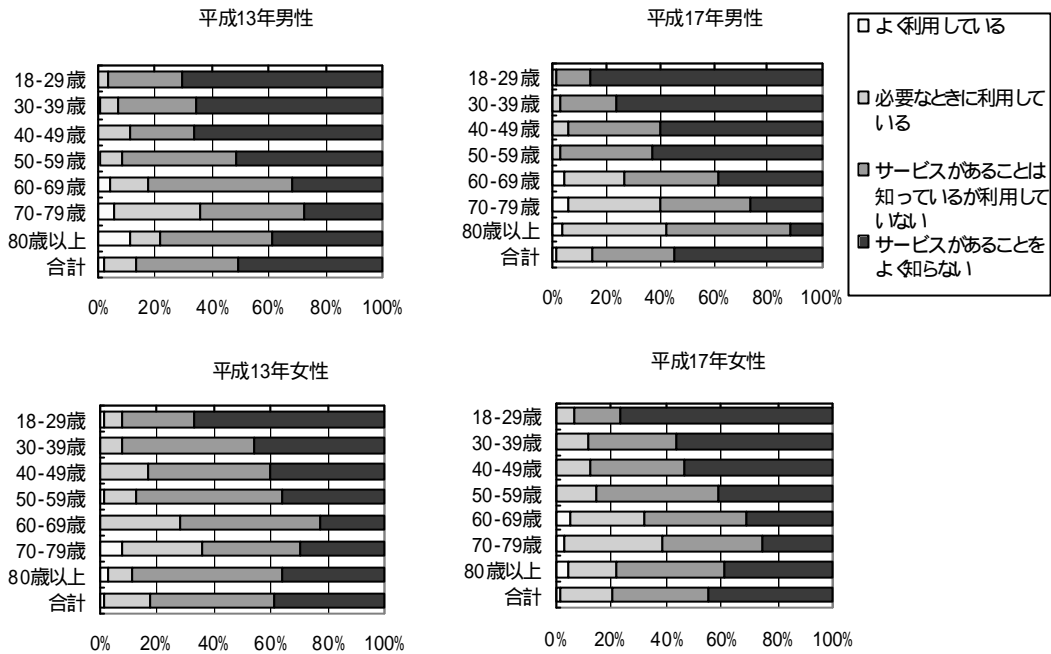 平成13年男性
18-29歳
30-39歳
40-49歳
50-59歳
60-69歳
70-79歳
80歳以上
合計
0% 20% 40% 60% 80% 100%
平成17年男性
18-29歳
30-39歳
40-49歳
50-59歳
60-69歳
70-79歳
80歳以上
合計
0% 20% 40% 60% 80% 100%
よく利用している
必要なときに利用して
いる
サービスがあることは
知っているが利用して
いない
サービスがあることを
よく知らない
平成13年女性
18-29歳
30-39歳
40-49歳
50-59歳
60-69歳
70-79歳
80歳以上
合計
0% 20% 40% 60% 80% 100%
平成17年女性
18-29歳
30-39歳
40-49歳
50-59歳
60-69歳
70-79歳
80歳以上
合計
0% 20% 40% 60% 80% 100%